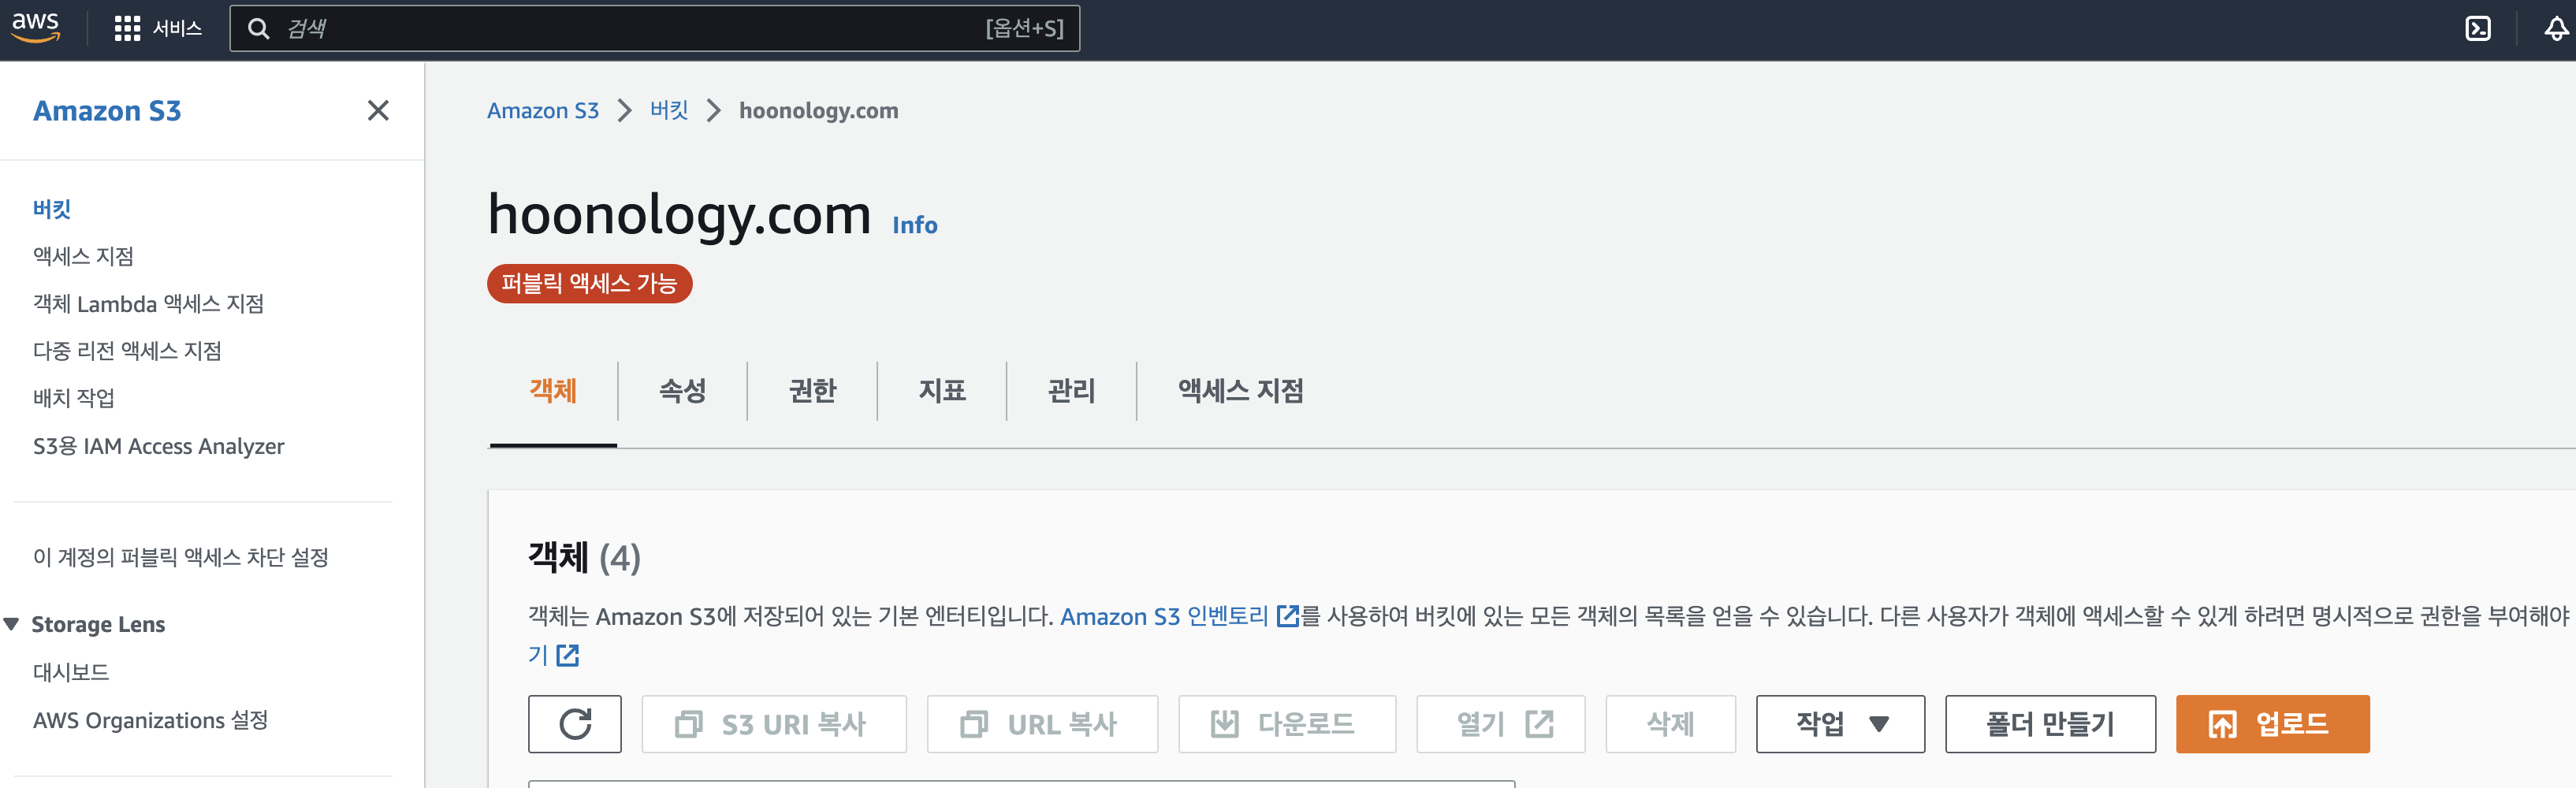 aws
서비스
검색
[옵션+S]
Amazon S3
버킷
액세스 지점
객체 Lambda 액세스 지점
다중 리전 액세스 지점
배치 작업
S3용 IAM Access Analyzer
이 계정의 퍼블릭 액세스 차단 설정
Storage Lens
대시보드
AWS Organizations 설정
Amazon S3 > 버킷 > hoonology.com
hoonology.com Info
퍼블릭 액세스 가능
객체 속성 권한 지표 관리 액세스 지점
객체 (4)
객체는 Amazon S3에 저장되어 있는 기본 엔터티입니다. Amazon S3 인벤토리를 사용하여 버킷에 있는 모든 객체의 목록을 얻을 수 있습니다. 다른 사용자가 객체에 액세스할 수 있게 하려면 명시적으로 권한을 부여해야
기
S3 URI 복사 URL 복사 다운로드 열기 삭제 작업 폴더 만들기 업로드